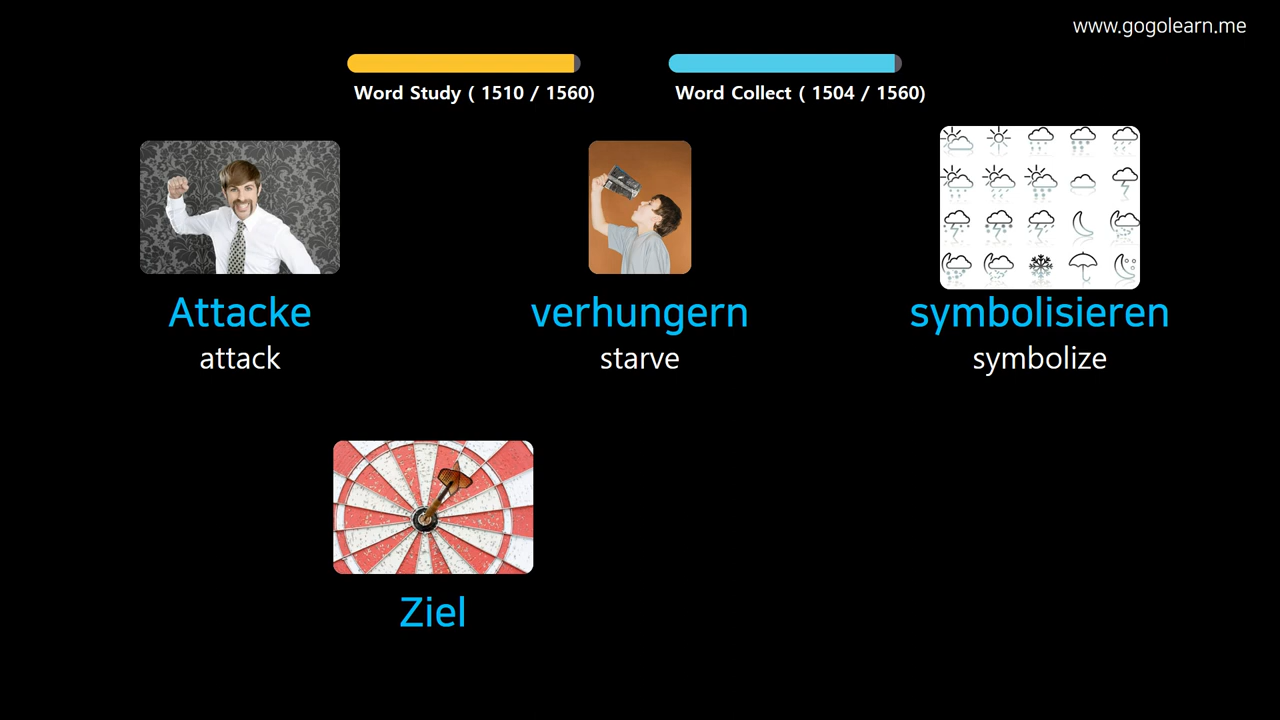 www.gogolearn.me
Word Study ( 1510 / 1560)
Word Collect ( 1504 / 1560)
Attacke
attack
verhungern
starve
symbolisieren
symbolize
Ziel